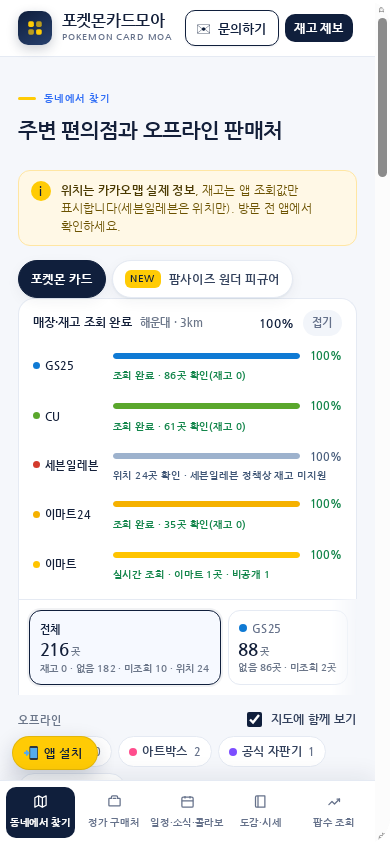 포켓몬카드모아
POKEMON CARD MOA
✉️ 문의하기
재고 제보
동네에서 찾기
주변 편의점과 오프라인 판매처
i
위치는 카카오맵 실제 정보, 재고는 앱 조회값만
표시합니다(세븐일레븐은 위치만). 방문 전 앱에서
확인하세요.
포켓몬 카드
NEW 팜사이즈 원더 피규어
매장·재고 조회 완료 해운대 · 3km 100% 접기
GS25 100%
조회 완료 · 86곳 확인(재고 0)
CU 100%
조회 완료 · 61곳 확인(재고 0)
세븐일레븐 100%
위치 24곳 확인 · 세븐일레븐 정책상 재고 미지원
이마트24 100%
조회 완료 · 35곳 확인(재고 0)
이마트 100%
실시간 조회 · 이마트 1곳 · 비공개 1
전체
216곳
재고 0 · 없음 182 · 미조회 10 · 위치 24
GS25
88곳
없음 86곳 · 미조회 2곳
오프라인
지도에 함께 보기
앱 설치
아트박스 2
공식 자판기 1
동네에서 찾기
정가 구매처
일정·소식·콜라보
도감·시세
팝수 조회